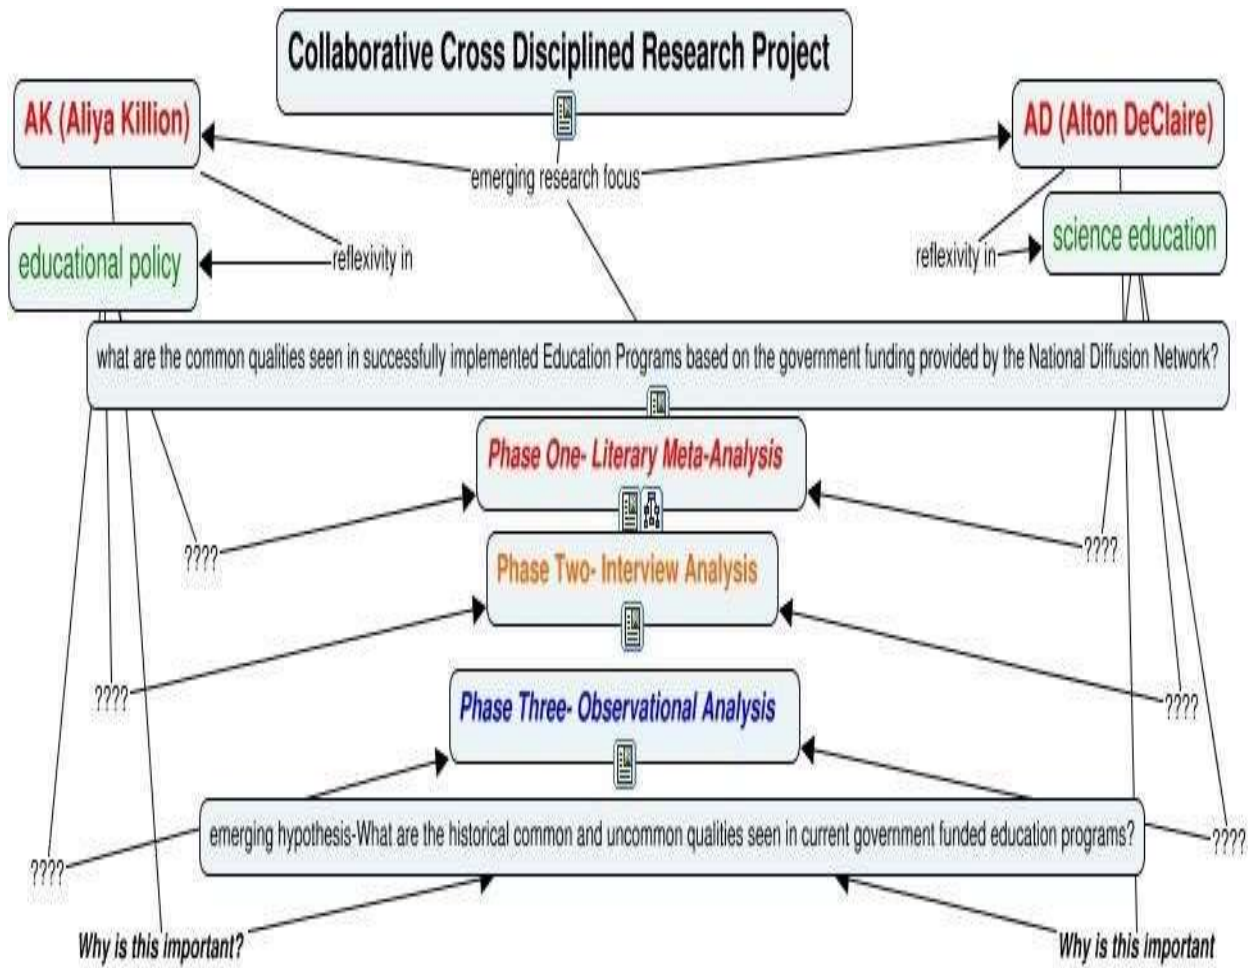 Collaborative Cross Disciplined Research Project
AK (Aliya Killion)
AD (Alton DeClaire)
emerging research focus
educational policy
reflexivity in
reflexivity in
science education
what are the common qualities seen in successfully implemented Education Programs based on the government funding provided by the National Diffusion Network?
Phase One- Literary Meta-Analysis
????
????
Phase Two- Interview Analysis
????
????
Phase Three- Observational Analysis
emerging hypothesis-What are the historical common and uncommon qualities seen in current government funded education programs?
????
????
Why is this important?
Why is this important